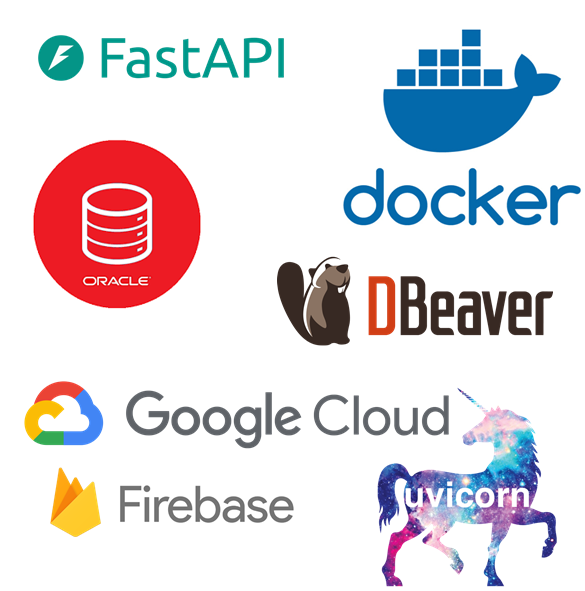 FastAPI
docker
ORACLE
DBeaver
Google Cloud
Firebase
uvicorn